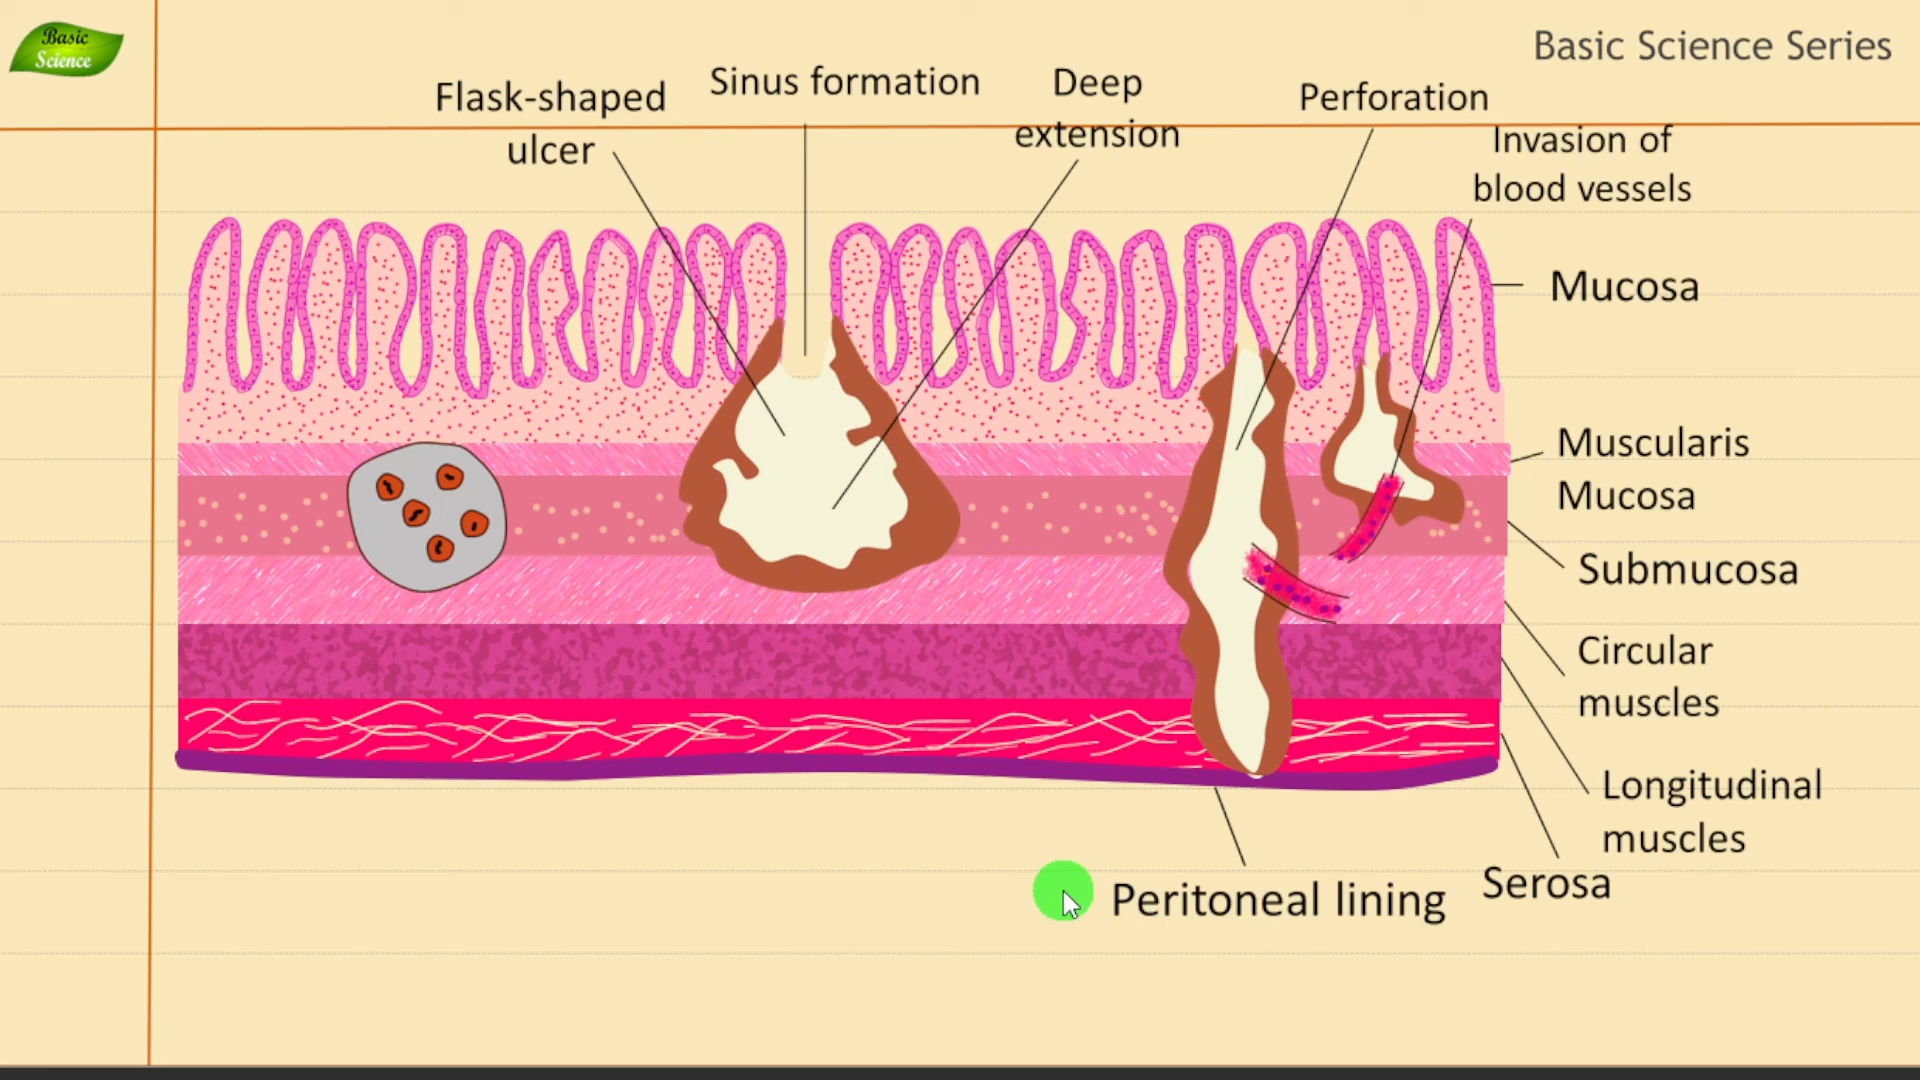 Basic
Science
Basic Science Series
Flask-shaped
ulcer
Sinus formation
Deep
extension
Perforation
Invasion of
blood vessels
Mucosa
Muscularis
Mucosa
Submucosa
Circular
muscles
Longitudinal
muscles
Serosa
Peritoneal lining